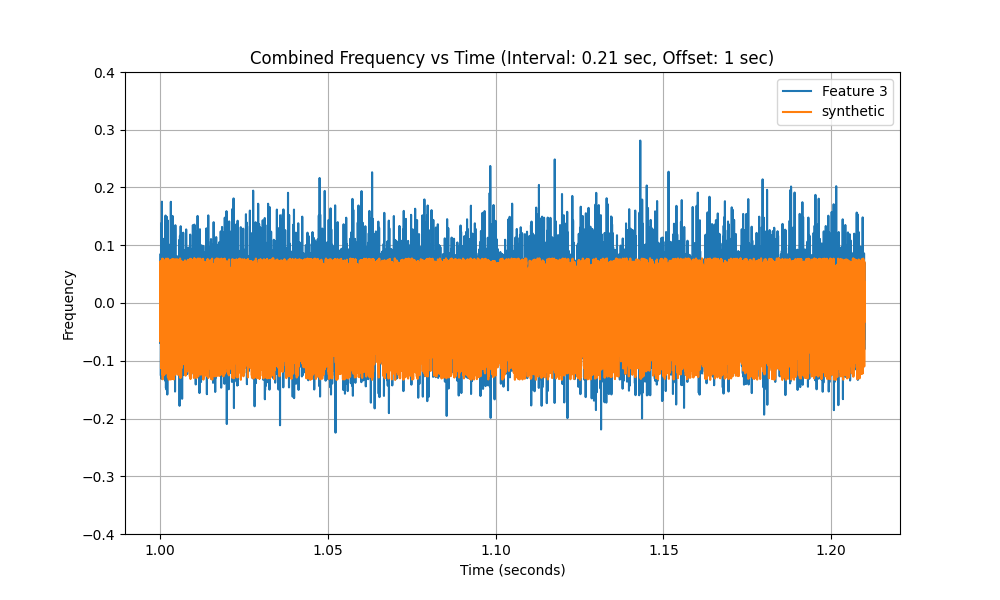 Combined Frequency vs Time (Interval: 0.21 sec, Offset: 1 sec)
Feature 3
synthetic
Frequency
0.4
0.3
0.2
0.1
0.0
−0.1
−0.2
−0.3
−0.4
1.00
1.05
1.10
1.15
1.20
Time (seconds)